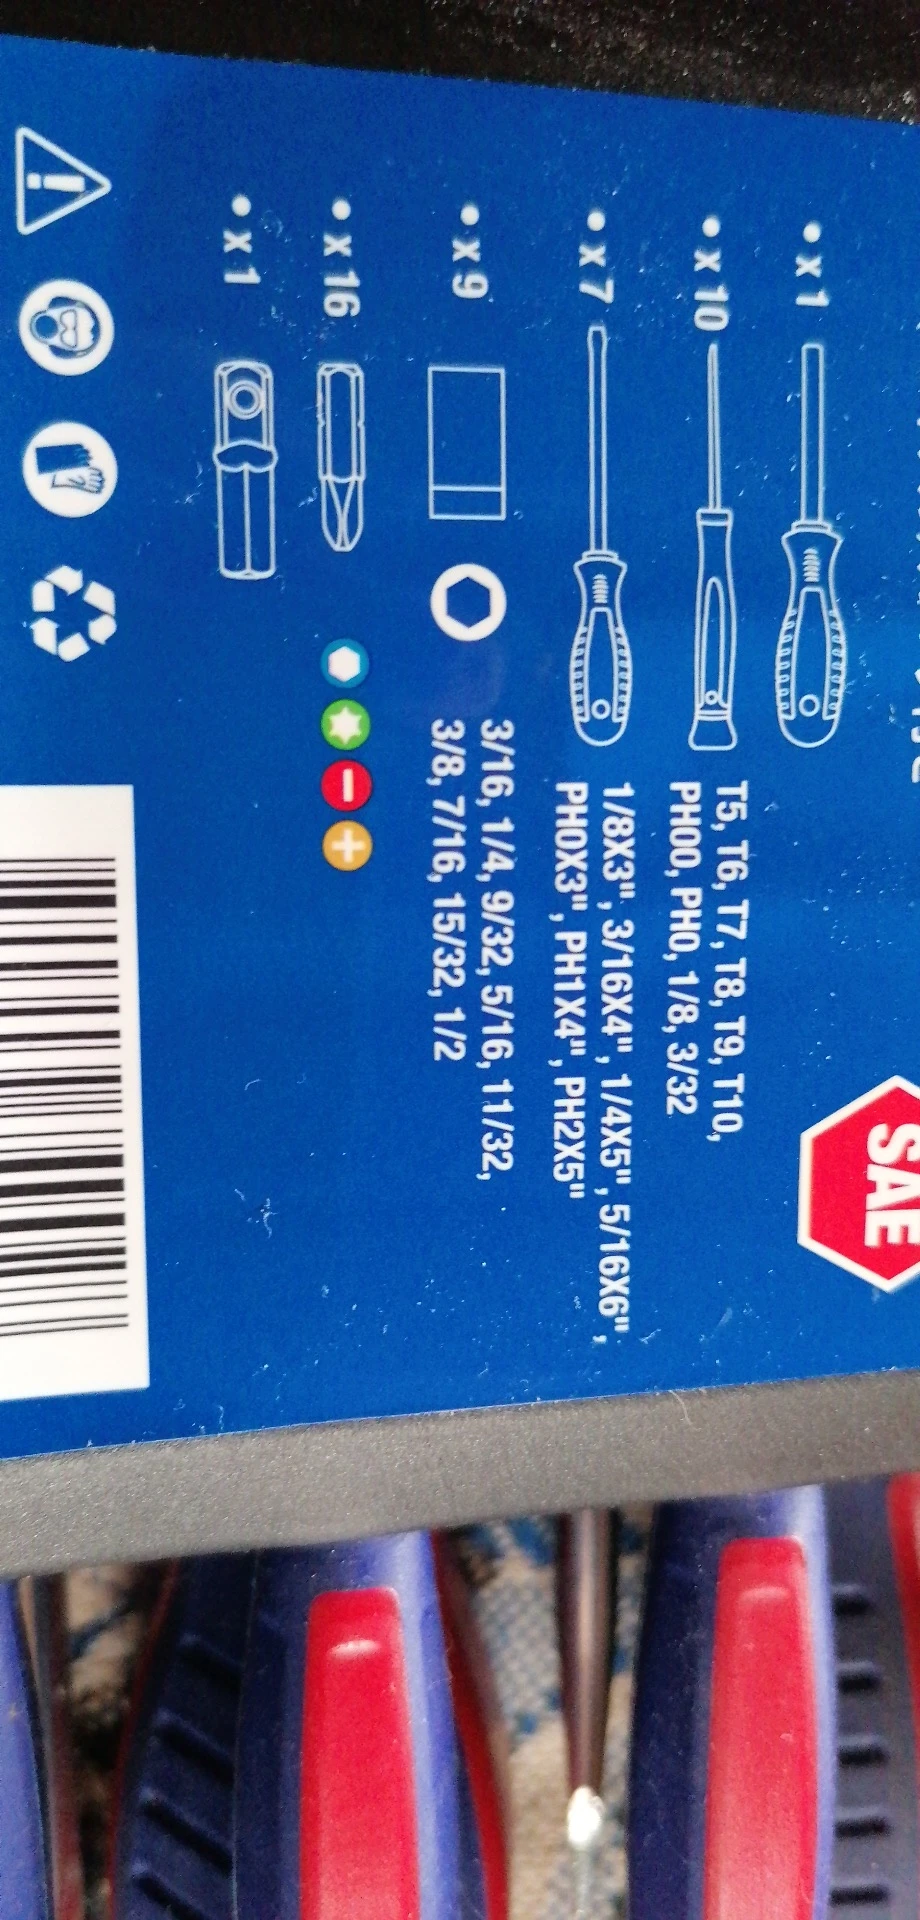 SAE
• x 1
• x 10
T5, T6, T7, T8, T9, T10,
PH00, PH0, 1/8, 3/32
• x 7
1/8X3", 3/16X4", 1/4X5", 5/16X6",
PH0X3", PH1X4", PH2X5"
• x 9
3/16, 1/4, 9/32, 5/16, 11/32,
3/8, 7/16, 15/32, 1/2
• x 16
• x 1